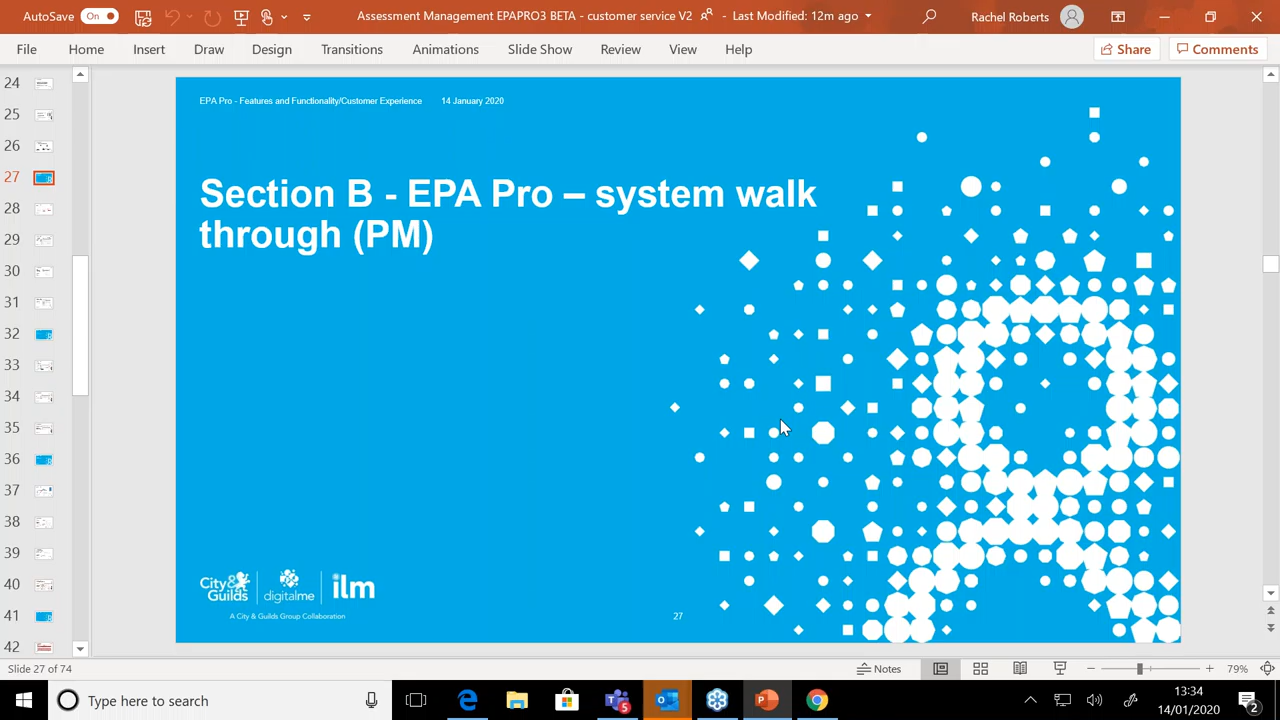 AutoSave On Assessment Management EPAPRO3 BETA - customer service V2 - Last Modified: 12m ago Rachel Roberts
File Home Insert Draw Design Transitions Animations Slide Show Review View Help Share Comments
EPA Pro - Features and Functionality/Customer Experience 14 January 2020
Section B - EPA Pro – system walk
through (PM)
24
25
26
27
28
29
30
31
32
33
34
35
36
37
38
39
40
41
42
City &
Guilds
digitalme
ilm
A City & Guilds Group Collaboration
27
Slide 27 of 74 Notes 79%
Type here to search
5
13:34
14/01/2020
2